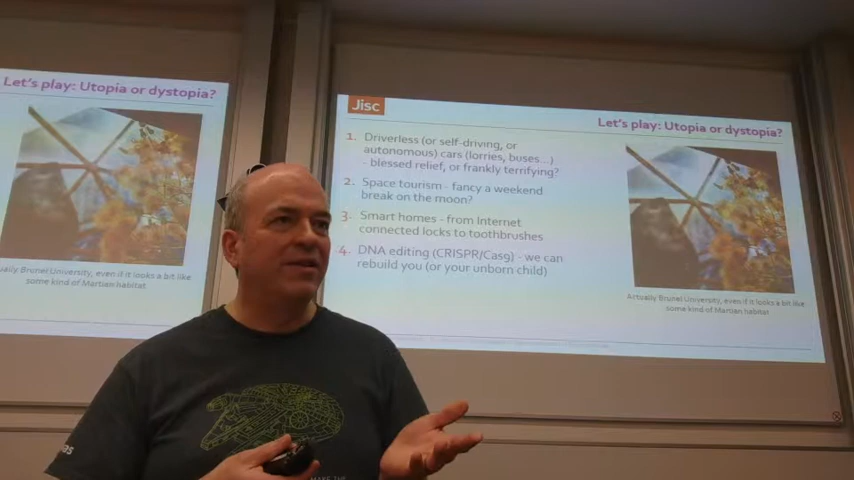 Let's play: Utopia or dystopia?
Actually Brunel University, even if it looks a bit like
some kind of Martian habitat
Jisc
Let's play: Utopia or dystopia?
1. Driverless (or self-driving, or
autonomous) cars (lorries, buses...)
- blessed relief, or frankly terrifying?
2. Space tourism - fancy a weekend
break on the moon?
3. Smart homes - from Internet
connected locks to toothbrushes
4. DNA editing (CRISPR/Cas9) - we can
rebuild you (or your unborn child)
Actually Brunel University, even if it looks a bit like
some kind of Martian habitat
MAKE THE